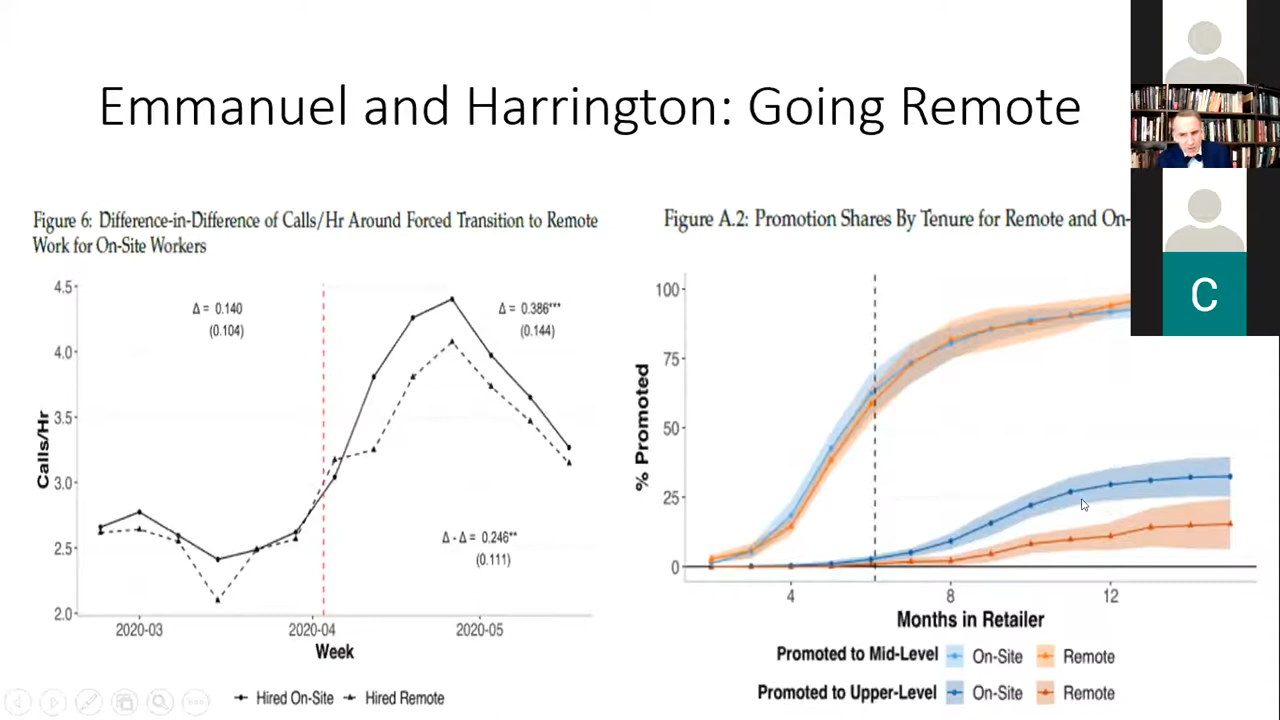 Emmanuel and Harrington: Going Remote
Figure 6: Difference-in-Difference of Calls/Hr Around Forced Transition to Remote
Work for On-Site Workers
4.5
4.0
3.5
3.0
2.5
2.0
Calls/Hr
Δ = 0.140
(0.104)
Δ = 0.386***
(0.144)
Δ - Δ = 0.246**
(0.111)
2020-03 2020-04 2020-05
Week
Hired On-Site Hired Remote
Figure A.2: Promotion Shares By Tenure for Remote and On-
100
75
50
25
0
% Promoted
4 8 12
Months in Retailer
Promoted to Mid-Level On-Site Remote
Promoted to Upper-Level On-Site Remote
C